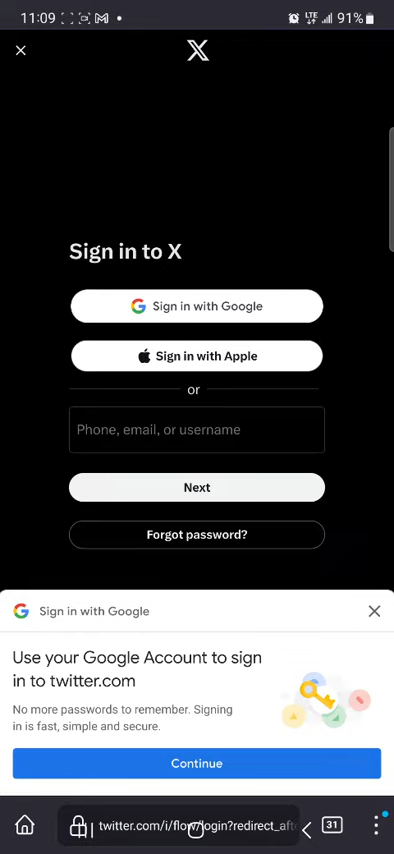 11:09
LTE
91%
X
Sign in to X
Sign in with Google
Sign in with Apple
or
Phone, email, or username
Next
Forgot password?
Sign in with Google
Use your Google Account to sign
in to twitter.com
No more passwords to remember. Signing
in is fast, simple and secure.
Continue
twitter.com/i/flow/login?redirect_afte
31